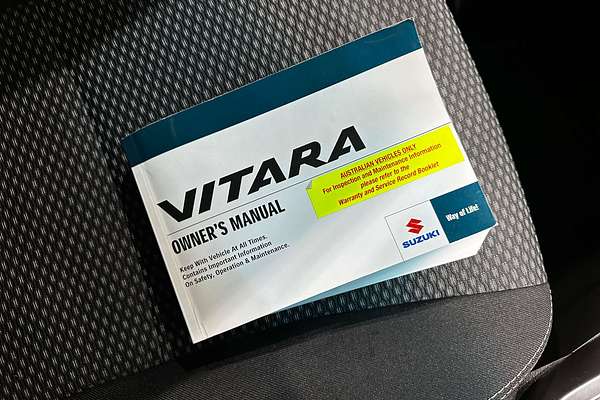 VITARA
OWNER'S MANUAL
Keep With Vehicle At All Times.
Contains Important Information
On Safety, Operation & Maintenance.
AUSTRALIAN VEHICLES ONLY
For Inspection and Maintenance Information
please refer to the
Warranty and Service Record Booklet
SUZUKI
Way of Life!